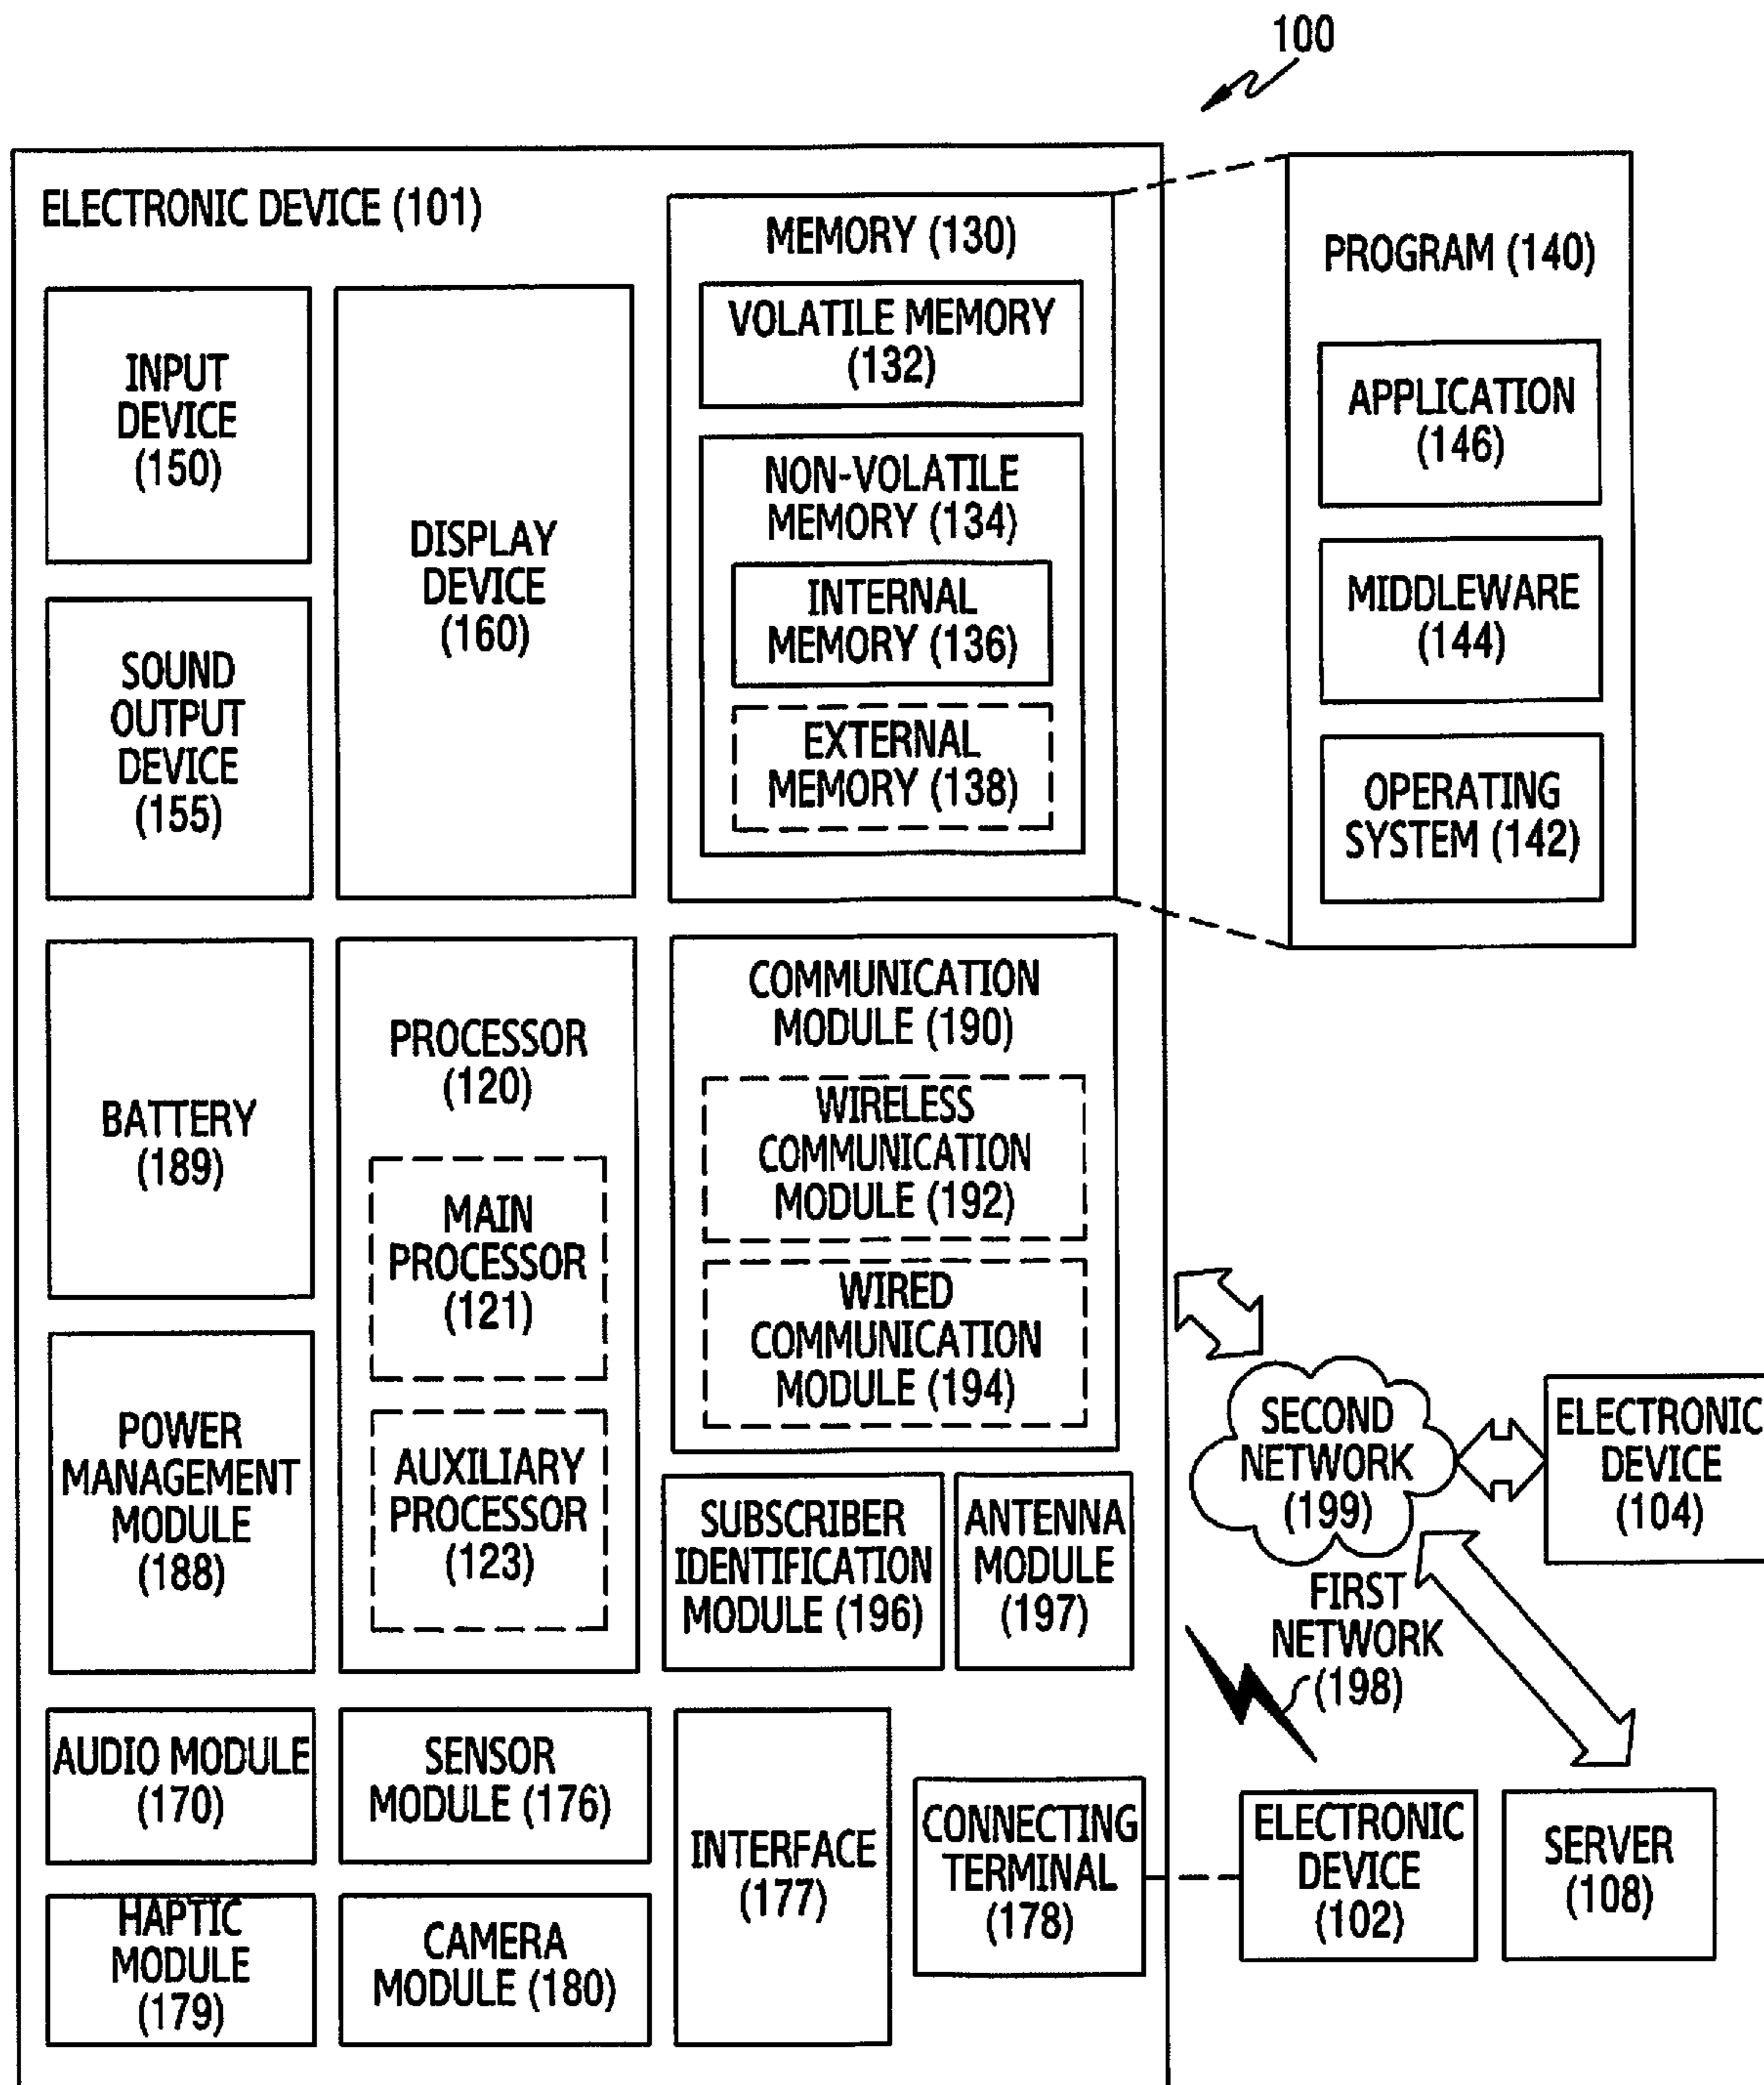 100
ELECTRONIC DEVICE (101)
INPUT
DEVICE
(150)
SOUND
OUTPUT
DEVICE
(155)
DISPLAY
DEVICE
(160)
MEMORY (130)
VOLATILE MEMORY
(132)
NON-VOLATILE
MEMORY (134)
INTERNAL
MEMORY (136)
EXTERNAL
MEMORY (138)
PROGRAM (140)
APPLICATION
(146)
MIDDLEWARE
(144)
OPERATING
SYSTEM (142)
BATTERY
(189)
POWER
MANAGEMENT
MODULE
(188)
PROCESSOR
(120)
MAIN
PROCESSOR
(121)
AUXILIARY
PROCESSOR
(123)
COMMUNICATION
MODULE (190)
WIRELESS
COMMUNICATION
MODULE (192)
WIRED
COMMUNICATION
MODULE (194)
SUBSCRIBER
IDENTIFICATION
MODULE (196)
ANTENNA
MODULE
(197)
SECOND
NETWORK
(199)
ELECTRONIC
DEVICE
(104)
FIRST
NETWORK
(198)
AUDIO MODULE
(170)
SENSOR
MODULE (176)
HAPTIC
MODULE
(179)
CAMERA
MODULE (180)
INTERFACE
(177)
CONNECTING
TERMINAL
(178)
ELECTRONIC
DEVICE
(102)
SERVER
(108)